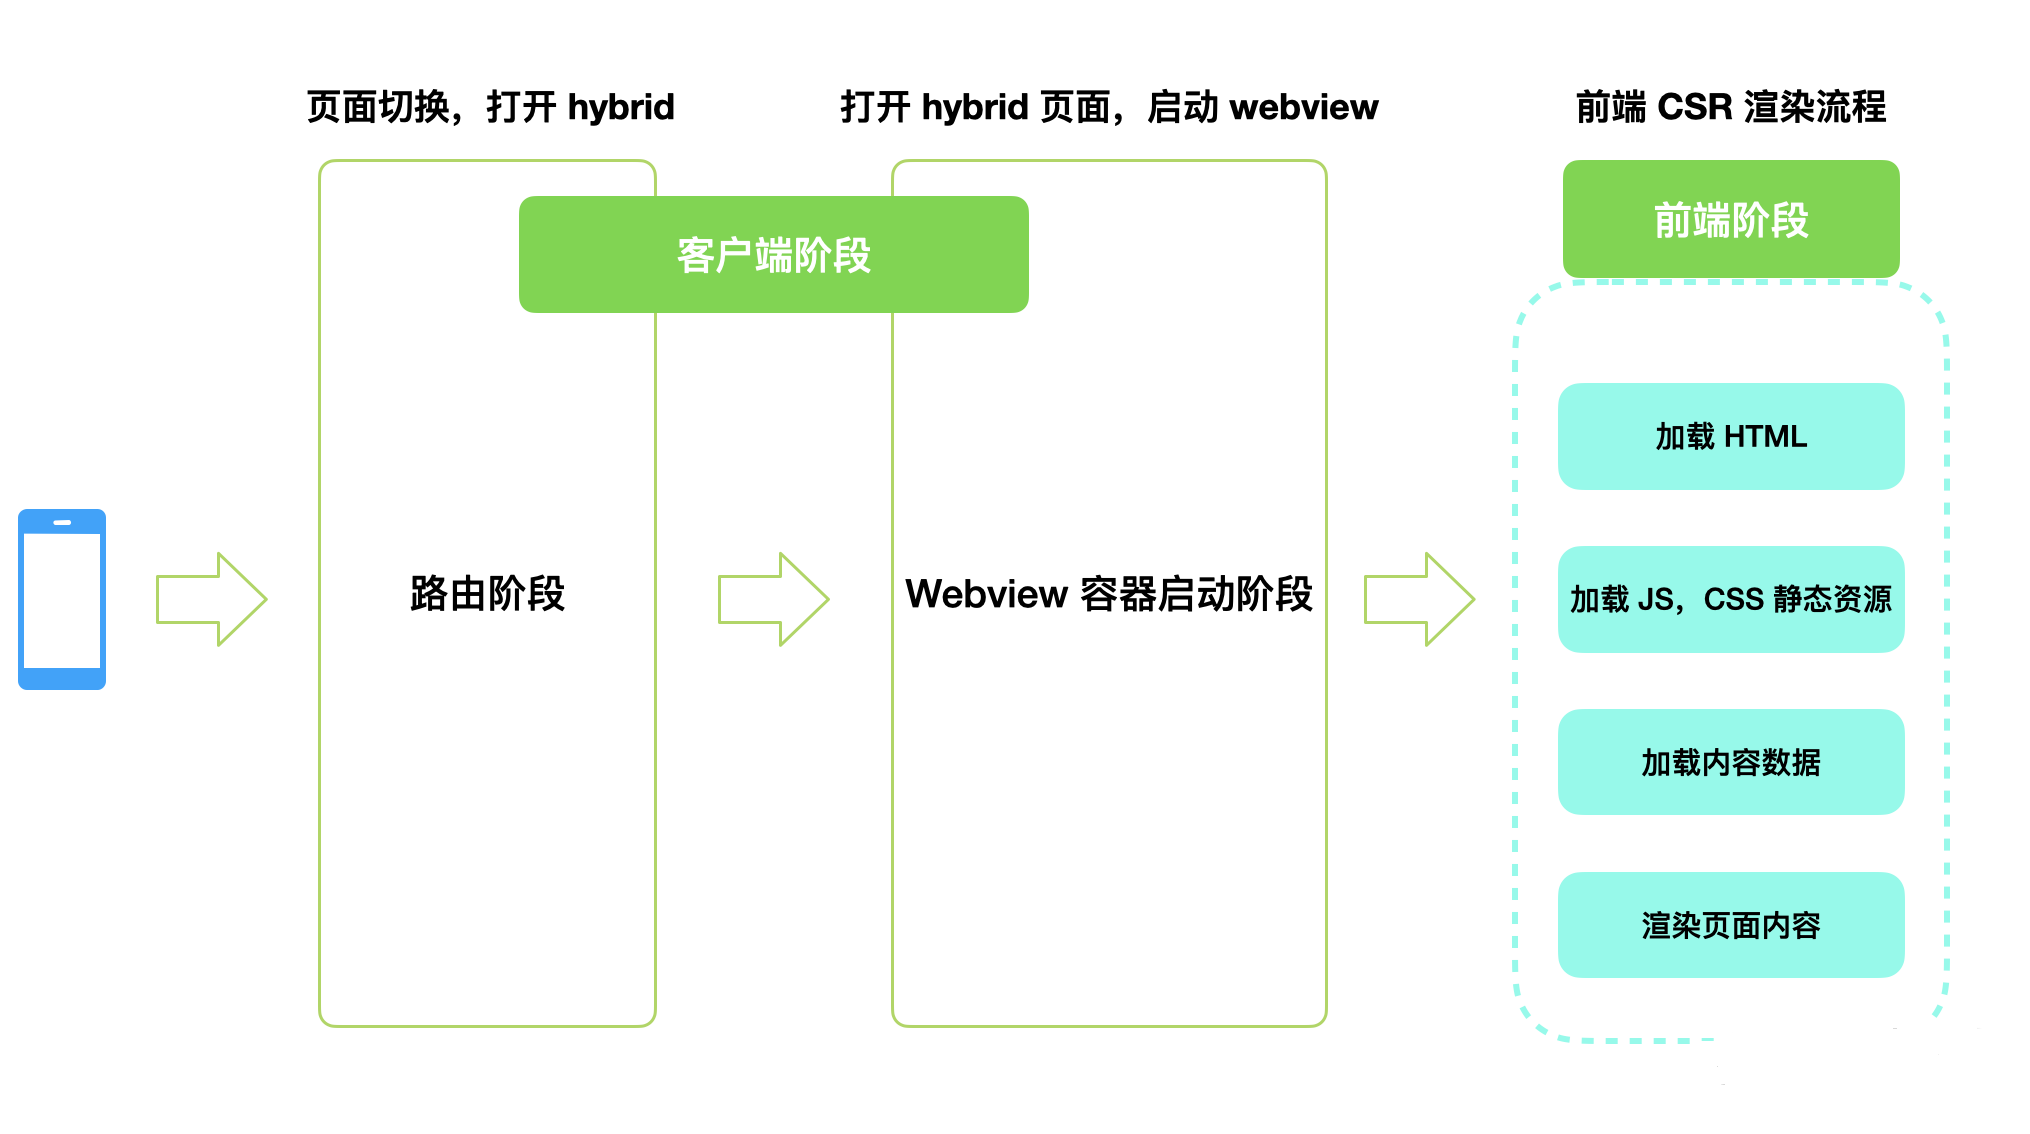 页面切换，打开 hybrid
打开 hybrid 页面，启动 webview
前端 CSR 渲染流程
客户端阶段
前端阶段
路由阶段
Webview 容器启动阶段
加载 HTML
加载 JS，CSS 静态资源
加载内容数据
渲染页面内容